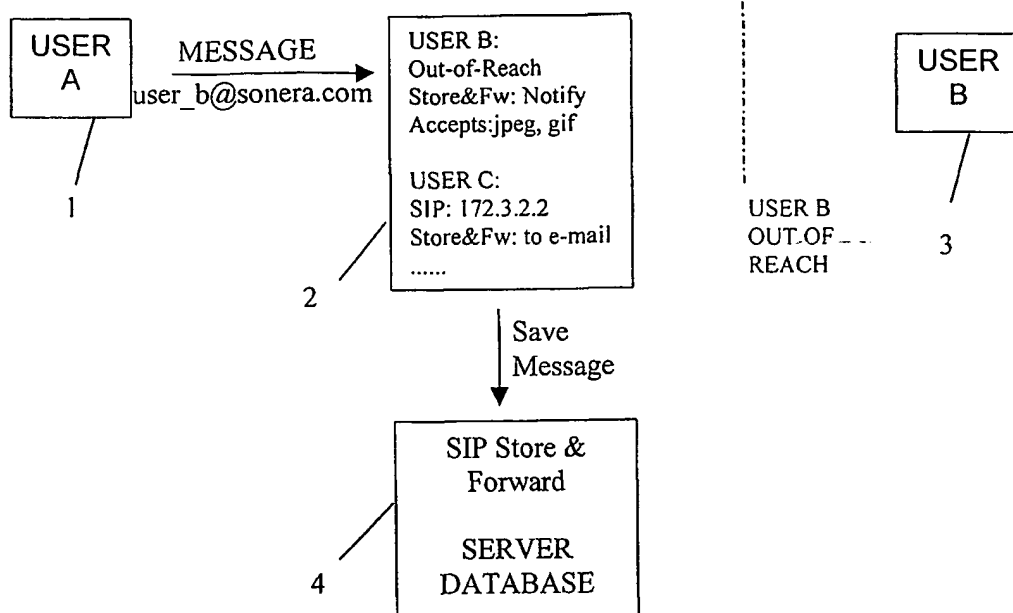 USER
A
1
MESSAGE
user_b@sonera.com
USER B:
Out-of-Reach
Store&Fw: Notify
Accepts:jpeg, gif
USER C:
SIP: 172.3.2.2
Store&Fw: to e-mail
......
2
USER B
OUT-OF
REACH
USER
B
3
Save
Message
SIP Store &
Forward
SERVER
DATABASE
4